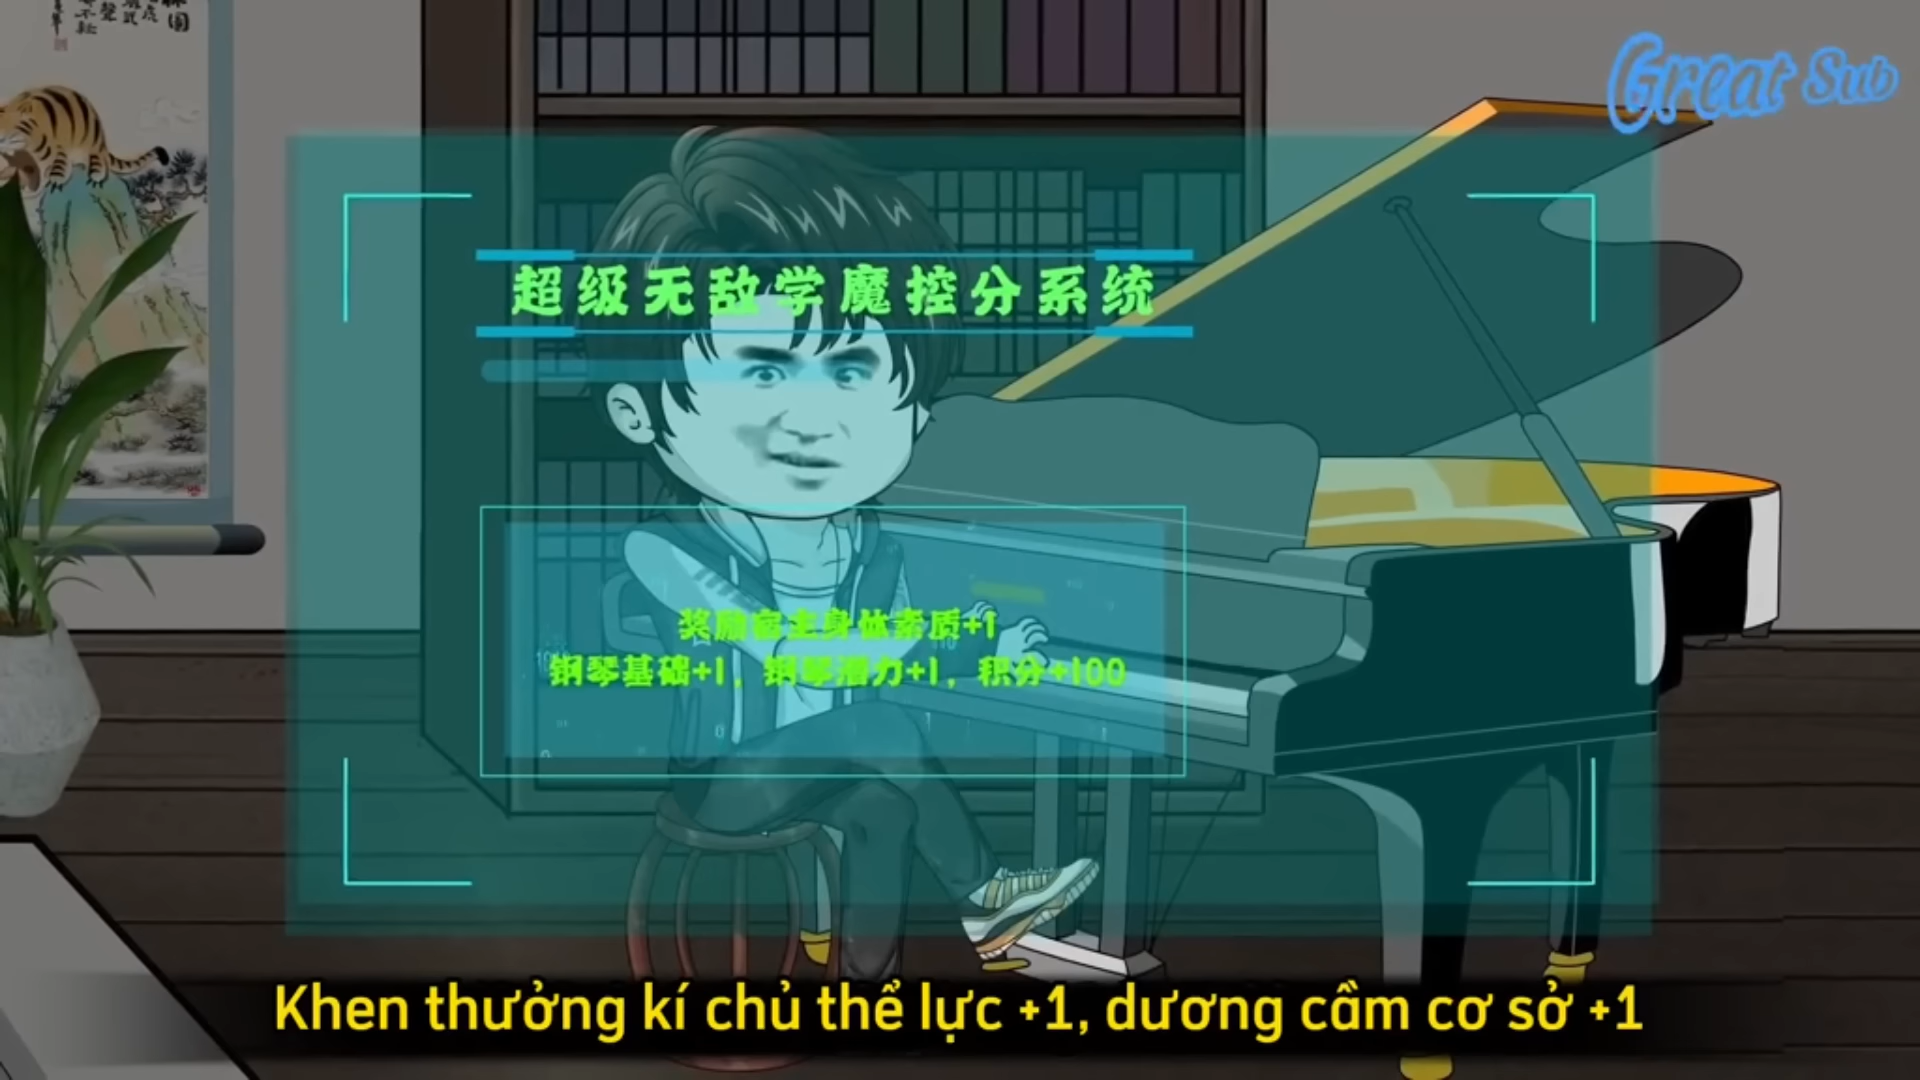 Great Sub
超级无敌学魔控分系统
奖励宿主身体素质+1
钢琴基础+1，钢琴潜力+1，积分+100
Khen thưởng kí chủ thể lực +1, dương cầm cơ sở +1